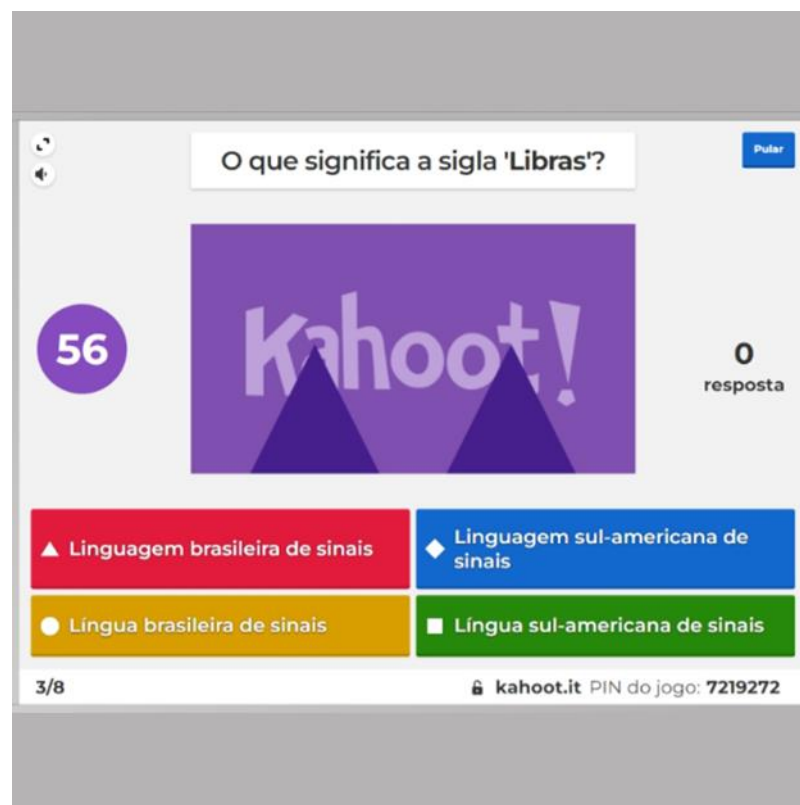 O que significa a sigla 'Libras'?
Pular
Kahoot!
56
0
resposta
Linguagem brasileira de sinais
Linguagem sul-americana de
sinais
Língua brasileira de sinais
Língua sul-americana de sinais
3/8
kahoot.it PIN do jogo: 7219272